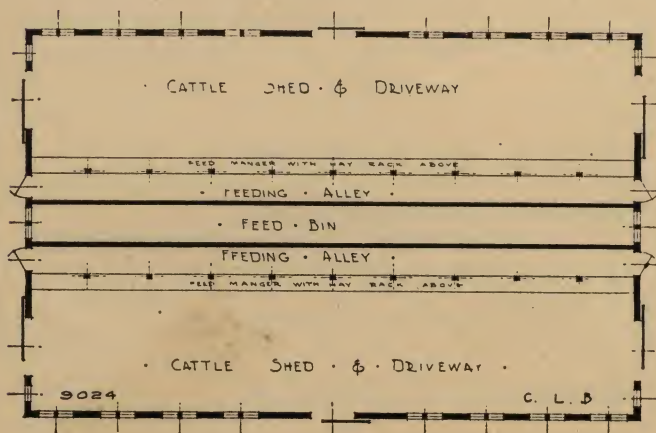 · CATTLE SHED · & DRIVEWAY
FEED MANGER WITH HAY RACK ABOVE
· FEEDING · ALLEY ·
· FEED · BIN
FEEDING · ALLEY ·
FEED MANGER WITH HAY RACK ABOVE
· CATTLE SHED · & · DRIVEWAY ·
9024 C. L. B